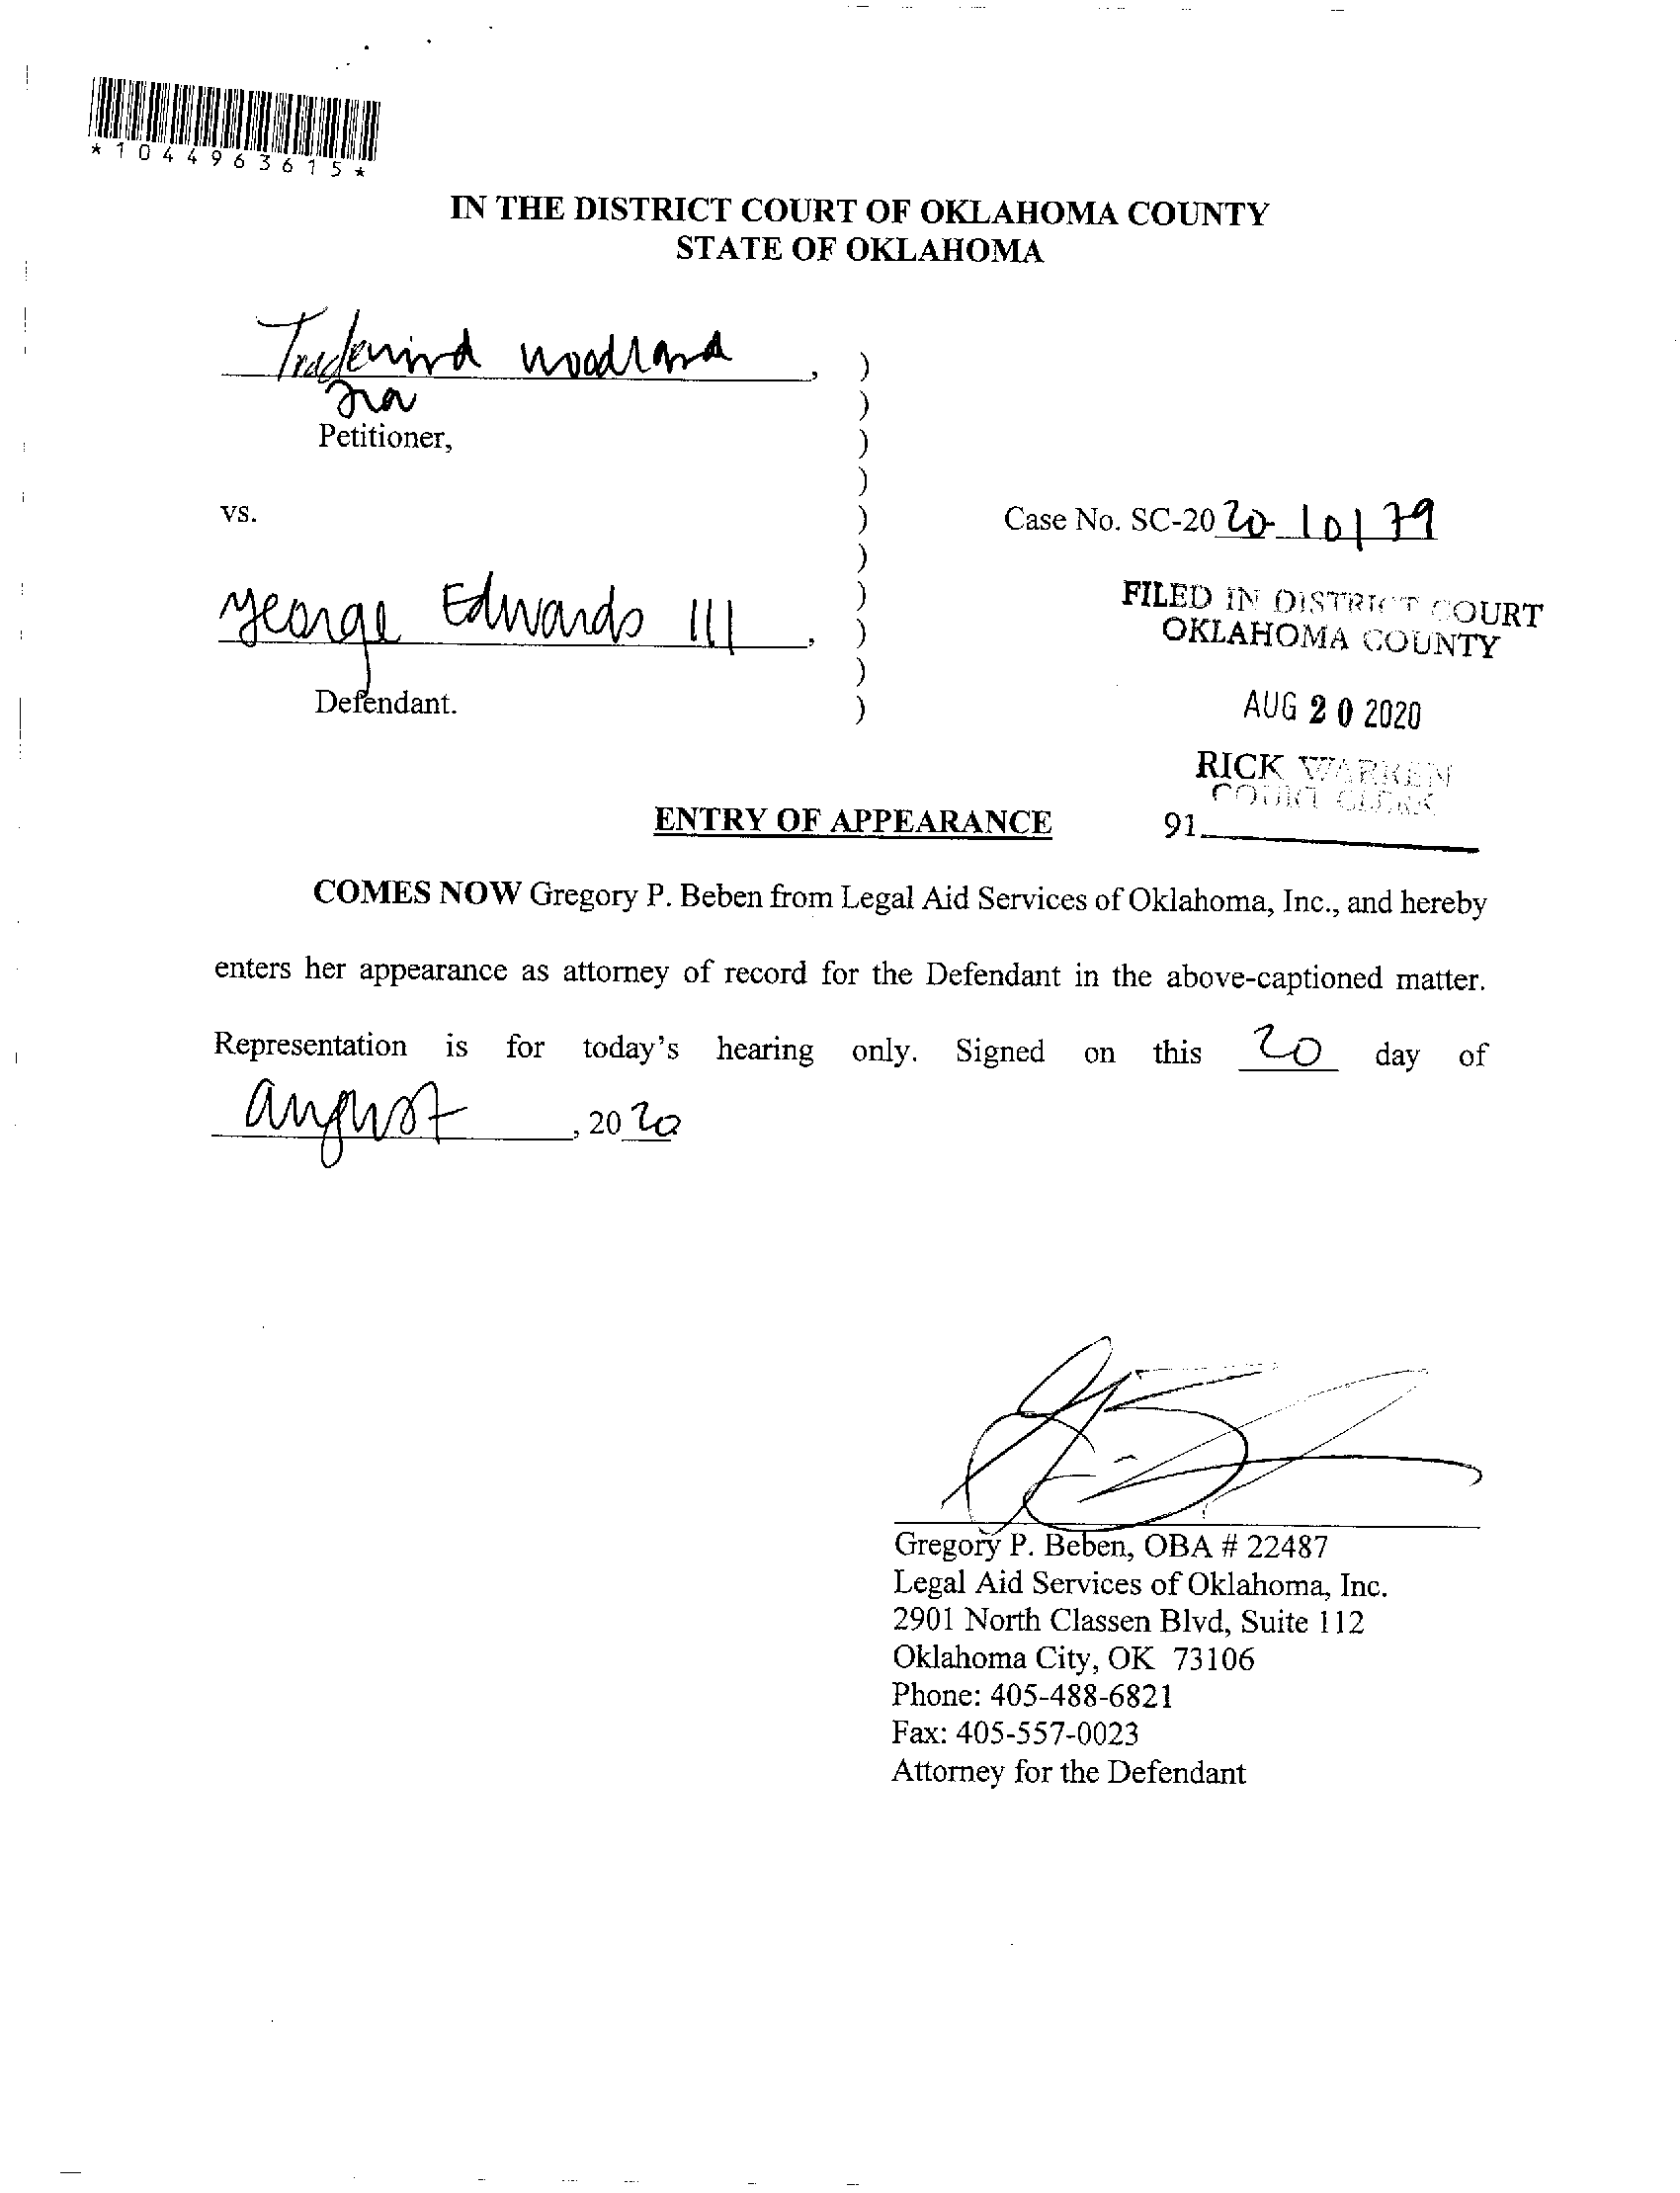 *1044963615*
IN THE DISTRICT COURT OF OKLAHOMA COUNTY
STATE OF OKLAHOMA
Tradewind Woodland
, )
)
Petitioner, )
)
vs. ) Case No. SC-2020-10179
)
) FILED IN DISTRICT COURT
George Edwards III, ) OKLAHOMA COUNTY
)
Defendant. ) AUG 20 2020
RICK WARREN
COURT CLERK
ENTRY OF APPEARANCE 91
COMES NOW Gregory P. Beben from Legal Aid Services of Oklahoma, Inc., and hereby
enters her appearance as attorney of record for the Defendant in the above-captioned matter.
Representation is for today's hearing only. Signed on this 20 day of
August, 2020
Gregory P. Beben, OBA # 22487
Legal Aid Services of Oklahoma, Inc.
2901 North Classen Blvd, Suite 112
Oklahoma City, OK 73106
Phone: 405-488-6821
Fax: 405-557-0023
Attorney for the Defendant